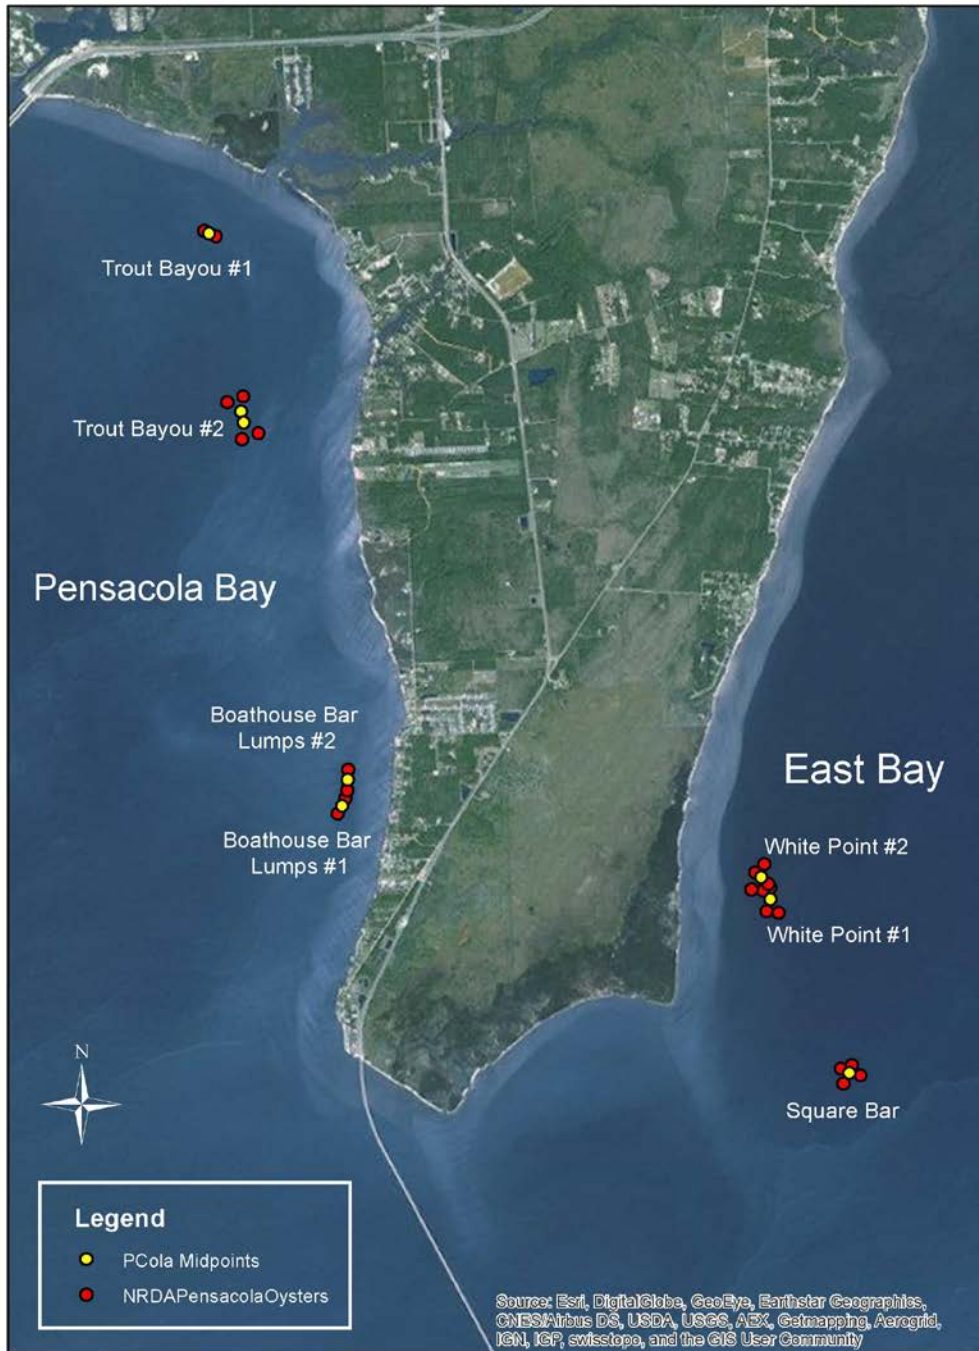 Trout Bayou #1
Trout Bayou #2
Pensacola Bay
Boathouse Bar
Lumps #2
East Bay
Boathouse Bar
Lumps #1
White Point #2
White Point #1
N
Square Bar
Legend
PCola Midpoints
NRDAPensacolaOysters
Source: Esri, DigitalGlobe, GeoEye, Earthstar Geographics,
CNES/Airbus DS, USDA, USGS, AEX, Getmapping, Aerogrid,
IGN, IGP, swisstopo, and the GIS User Community